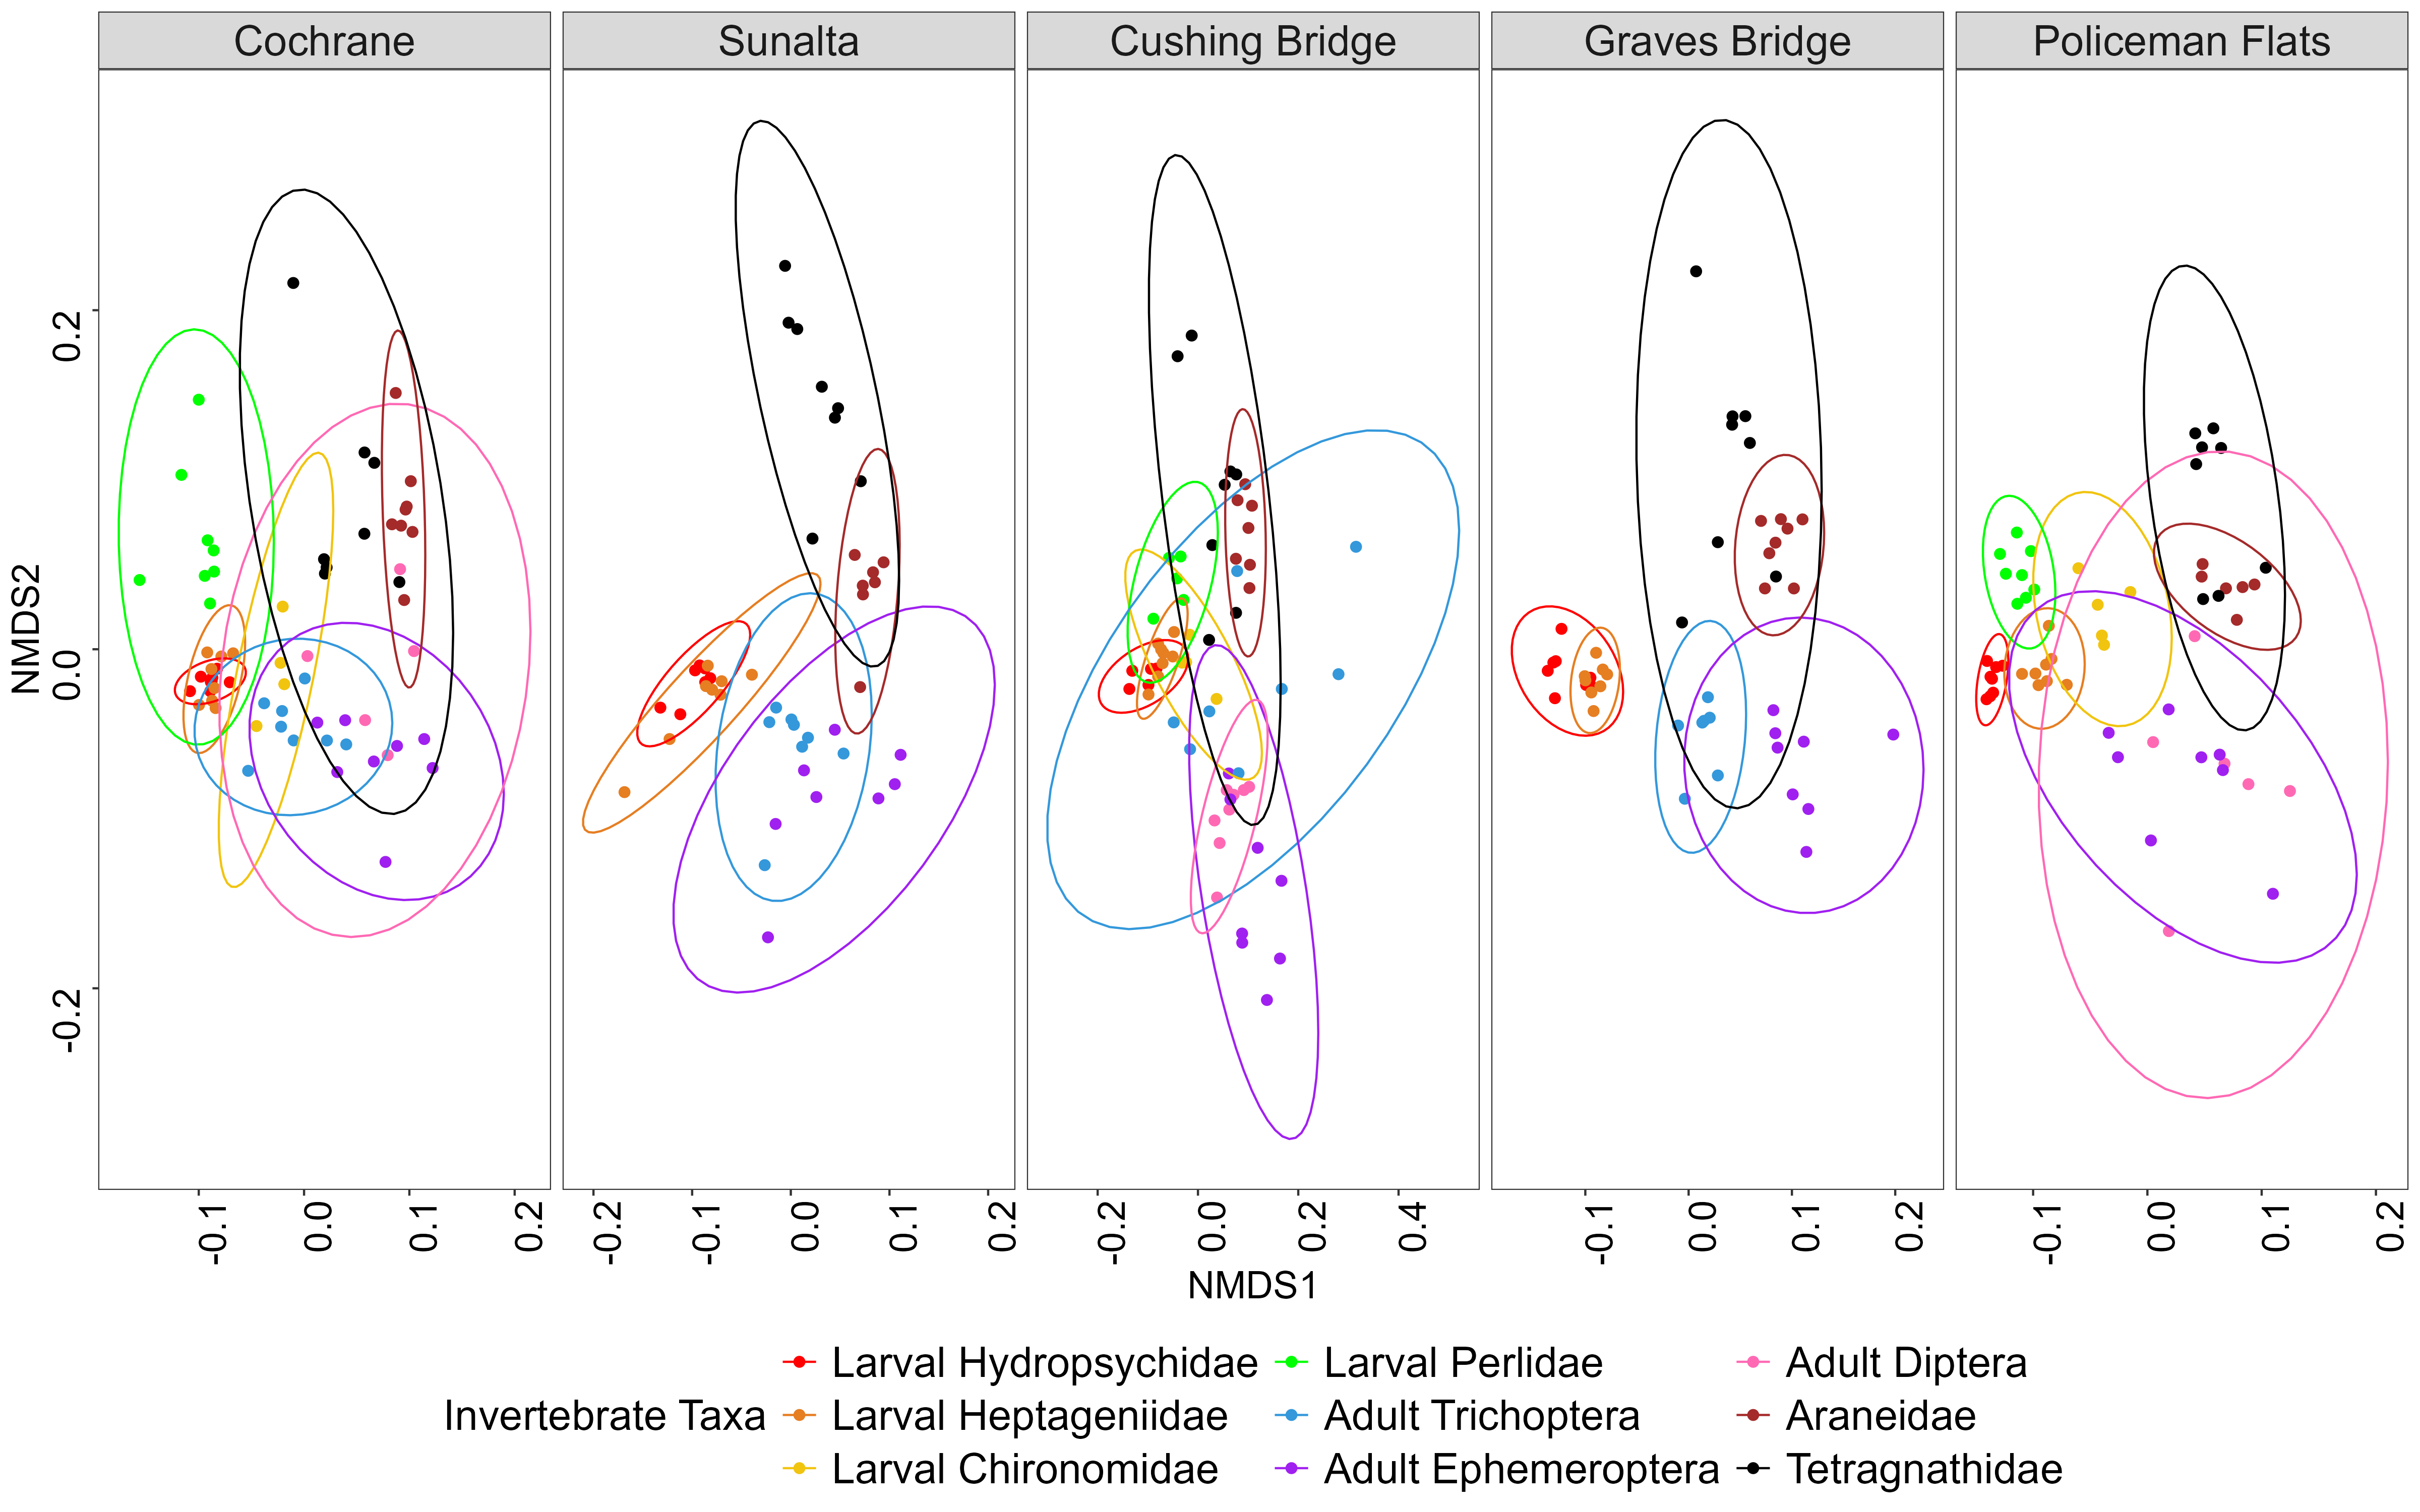 Cochrane Sunalta Cushing Bridge Graves Bridge Policeman Flats
NMDS2
0.2
0.0
-0.2
-0.1 0.0 0.1 0.2 -0.2 -0.1 0.0 0.1 0.2 -0.2 0.0 0.2 0.4 -0.1 0.0 0.1 0.2 -0.1 0.0 0.1 0.2
NMDS1
Larval Hydropsychidae Larval Perlidae Adult Diptera
Invertebrate Taxa Larval Heptageniidae Adult Trichoptera Araneidae
Larval Chironomidae Adult Ephemeroptera Tetragnathidae